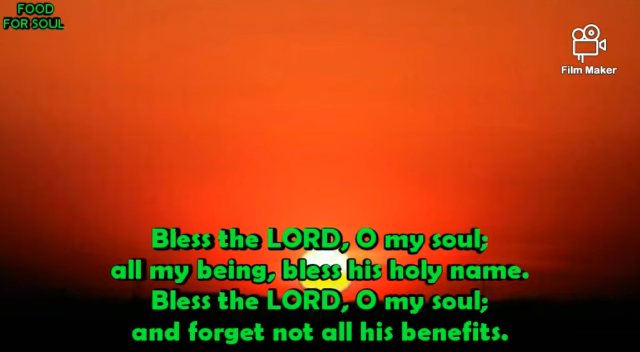 FOOD
FOR SOUL
Film Maker
Bless the LORD, O my soul;
all my being, bless his holy name.
Bless the LORD, O my soul;
and forget not all his benefits.